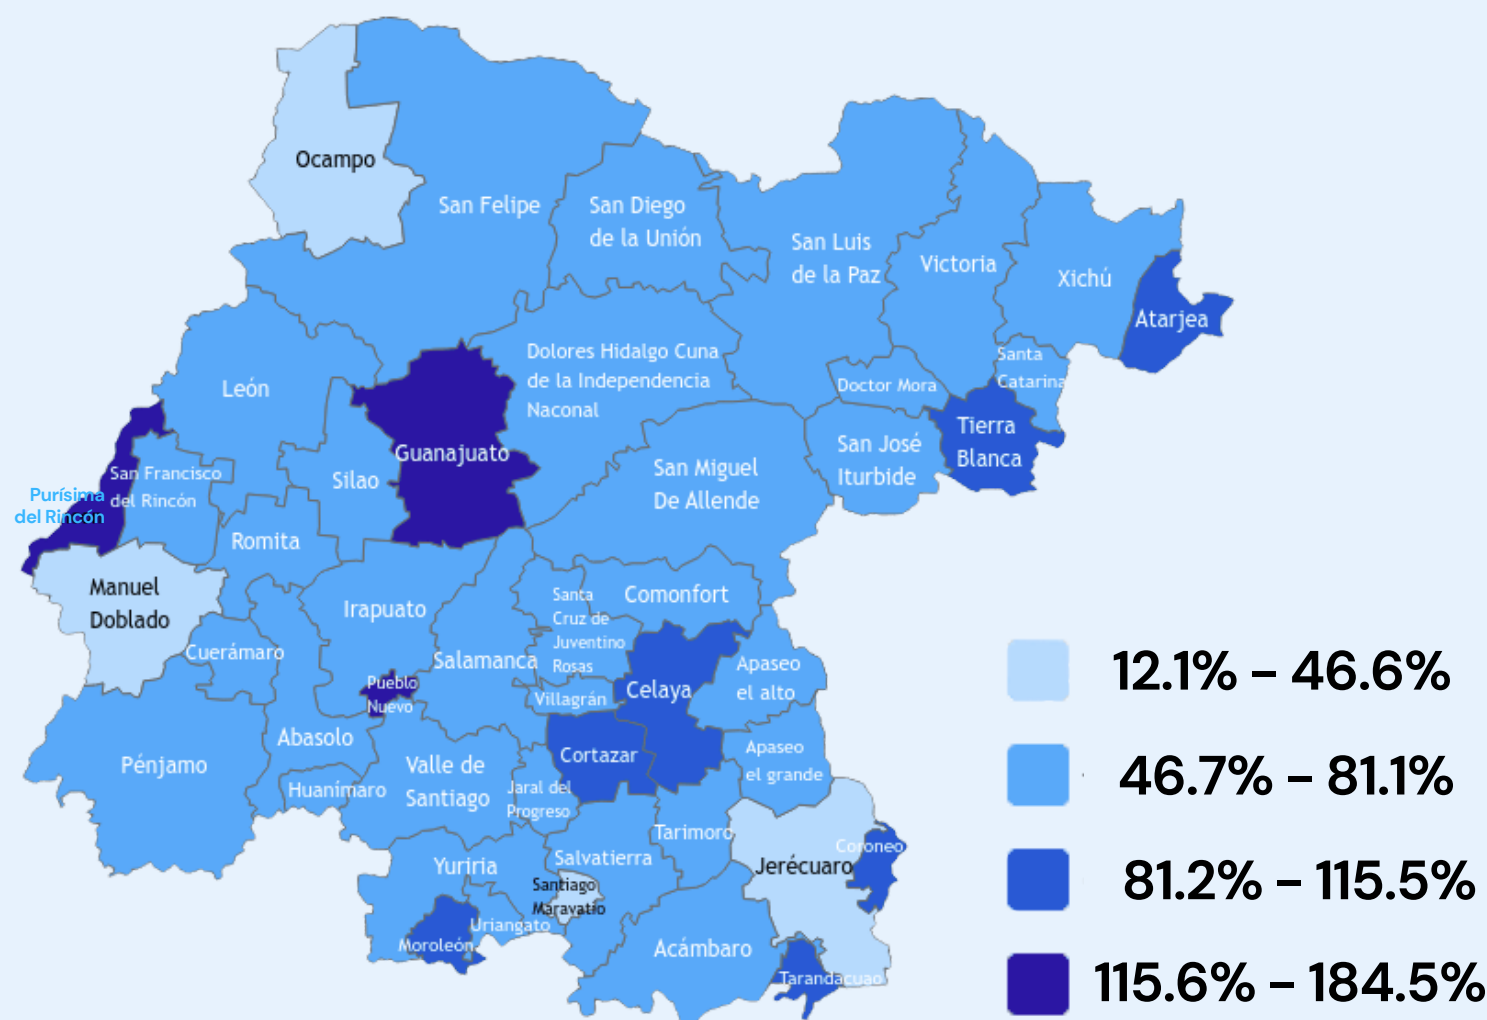 Ocampo
San Felipe
San Diego
de la Unión
San Luis
de la Paz
Victoria
Xichú
Atarjea
Santa
Catarina
León
Dolores Hidalgo Cuna
de la Independencia
Naconal
Doctor Mora
Tierra
Blanca
San José
Iturbide
Guanajuato
Silao
San Miguel
De Allende
San Francisco
del Rincón
Purísima
del Rincón
Romita
Manuel
Doblado
Irapuato
Santa
Cruz de
Juventino
Rosas
Comonfort
Cuerámaro
Salamanca
Pueblo
Nuevo
Villagrán
Celaya
Apaseo
el alto
Abasolo
Pénjamo
Huanímaro
Valle de
Santiago
Jaral del
Progreso
Cortazar
Apaseo
el grande
Tarimoro
Yuriria
Salvatierra
Jerécuaro
Coroneo
Santiago
Maravatío
Uriangato
Moroleón
Acámbaro
Tarandacuao
12.1% – 46.6%
46.7% – 81.1%
81.2% – 115.5%
115.6% – 184.5%